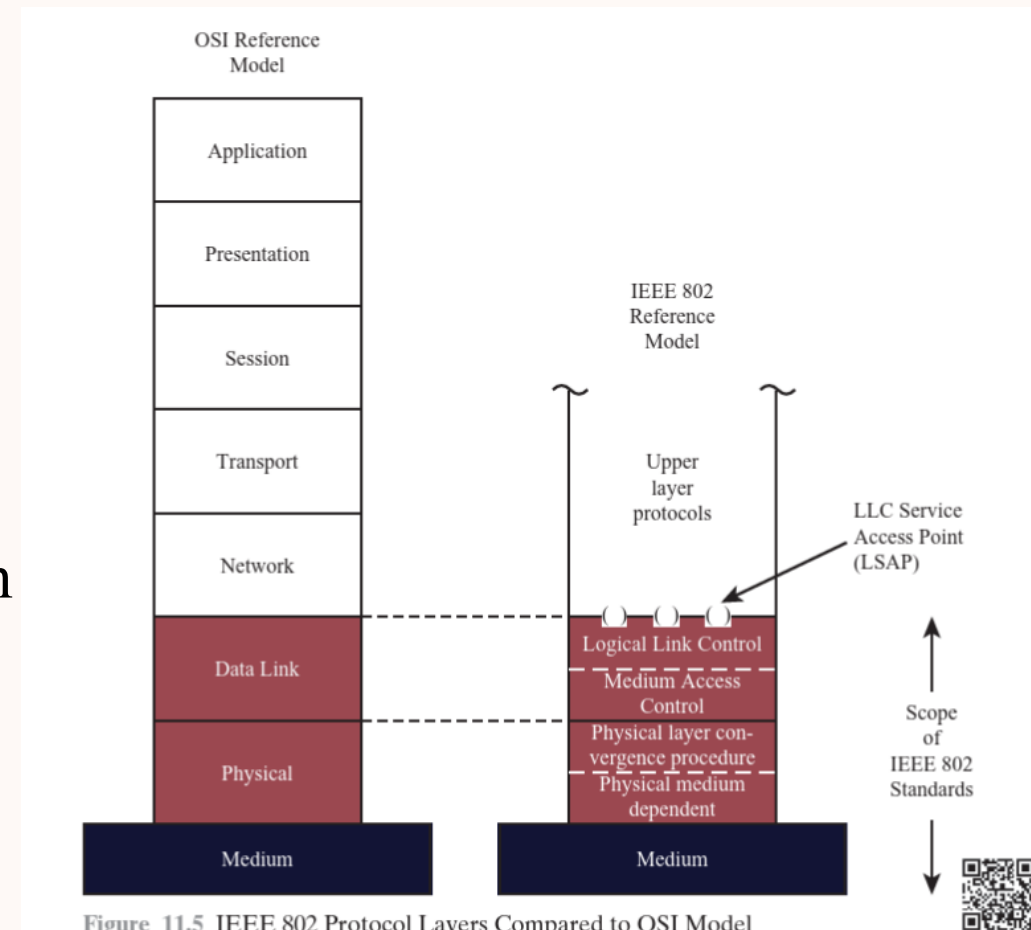 OSI Reference
Model
Application
Presentation
Session
Transport
Network
Data Link
Physical
Medium
IEEE 802
Reference
Model
Upper
layer
protocols
LLC Service
Access Point
(LSAP)
Logical Link Control
Medium Access
Control
Physical layer con-
vergence procedure
Physical medium
dependent
Medium
Scope
of
IEEE 802
Standards
n
Figure 11.5 IEEE 802 Protocol Layers Compared to OSI Model